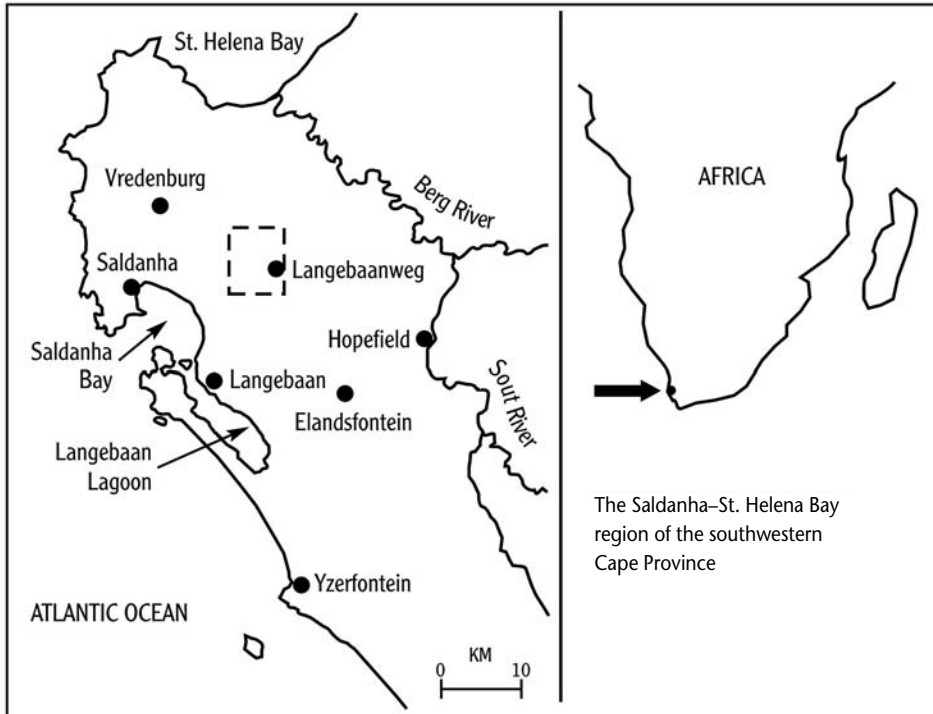 St. Helena Bay
Vredenburg
Berg River
Saldanha
Langebaanweg
Saldanha
Bay
Hopefield
Langebaan
Elandsfontein
Sout River
Langebaan
Lagoon
Yzerfontein
ATLANTIC OCEAN
KM
0 10
AFRICA
The Saldanha–St. Helena Bay
region of the southwestern
Cape Province